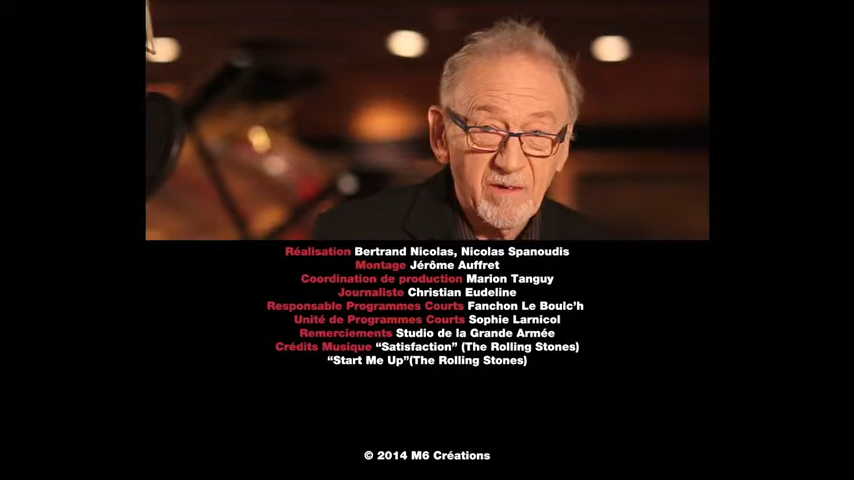 Réalisation Bertrand Nicolas, Nicolas Spanoudis
Montage Jérôme Auffret
Coordination de production Marion Tanguy
Journaliste Christian Eudeline
Responsable Programmes Courts Fanchon Le Boulc'h
Unité de Programmes Courts Sophie Larnicol
Remerciements Studio de la Grande Armée
Crédits Musique “Satisfaction” (The Rolling Stones)
“Start Me Up”(The Rolling Stones)
© 2014 M6 Créations